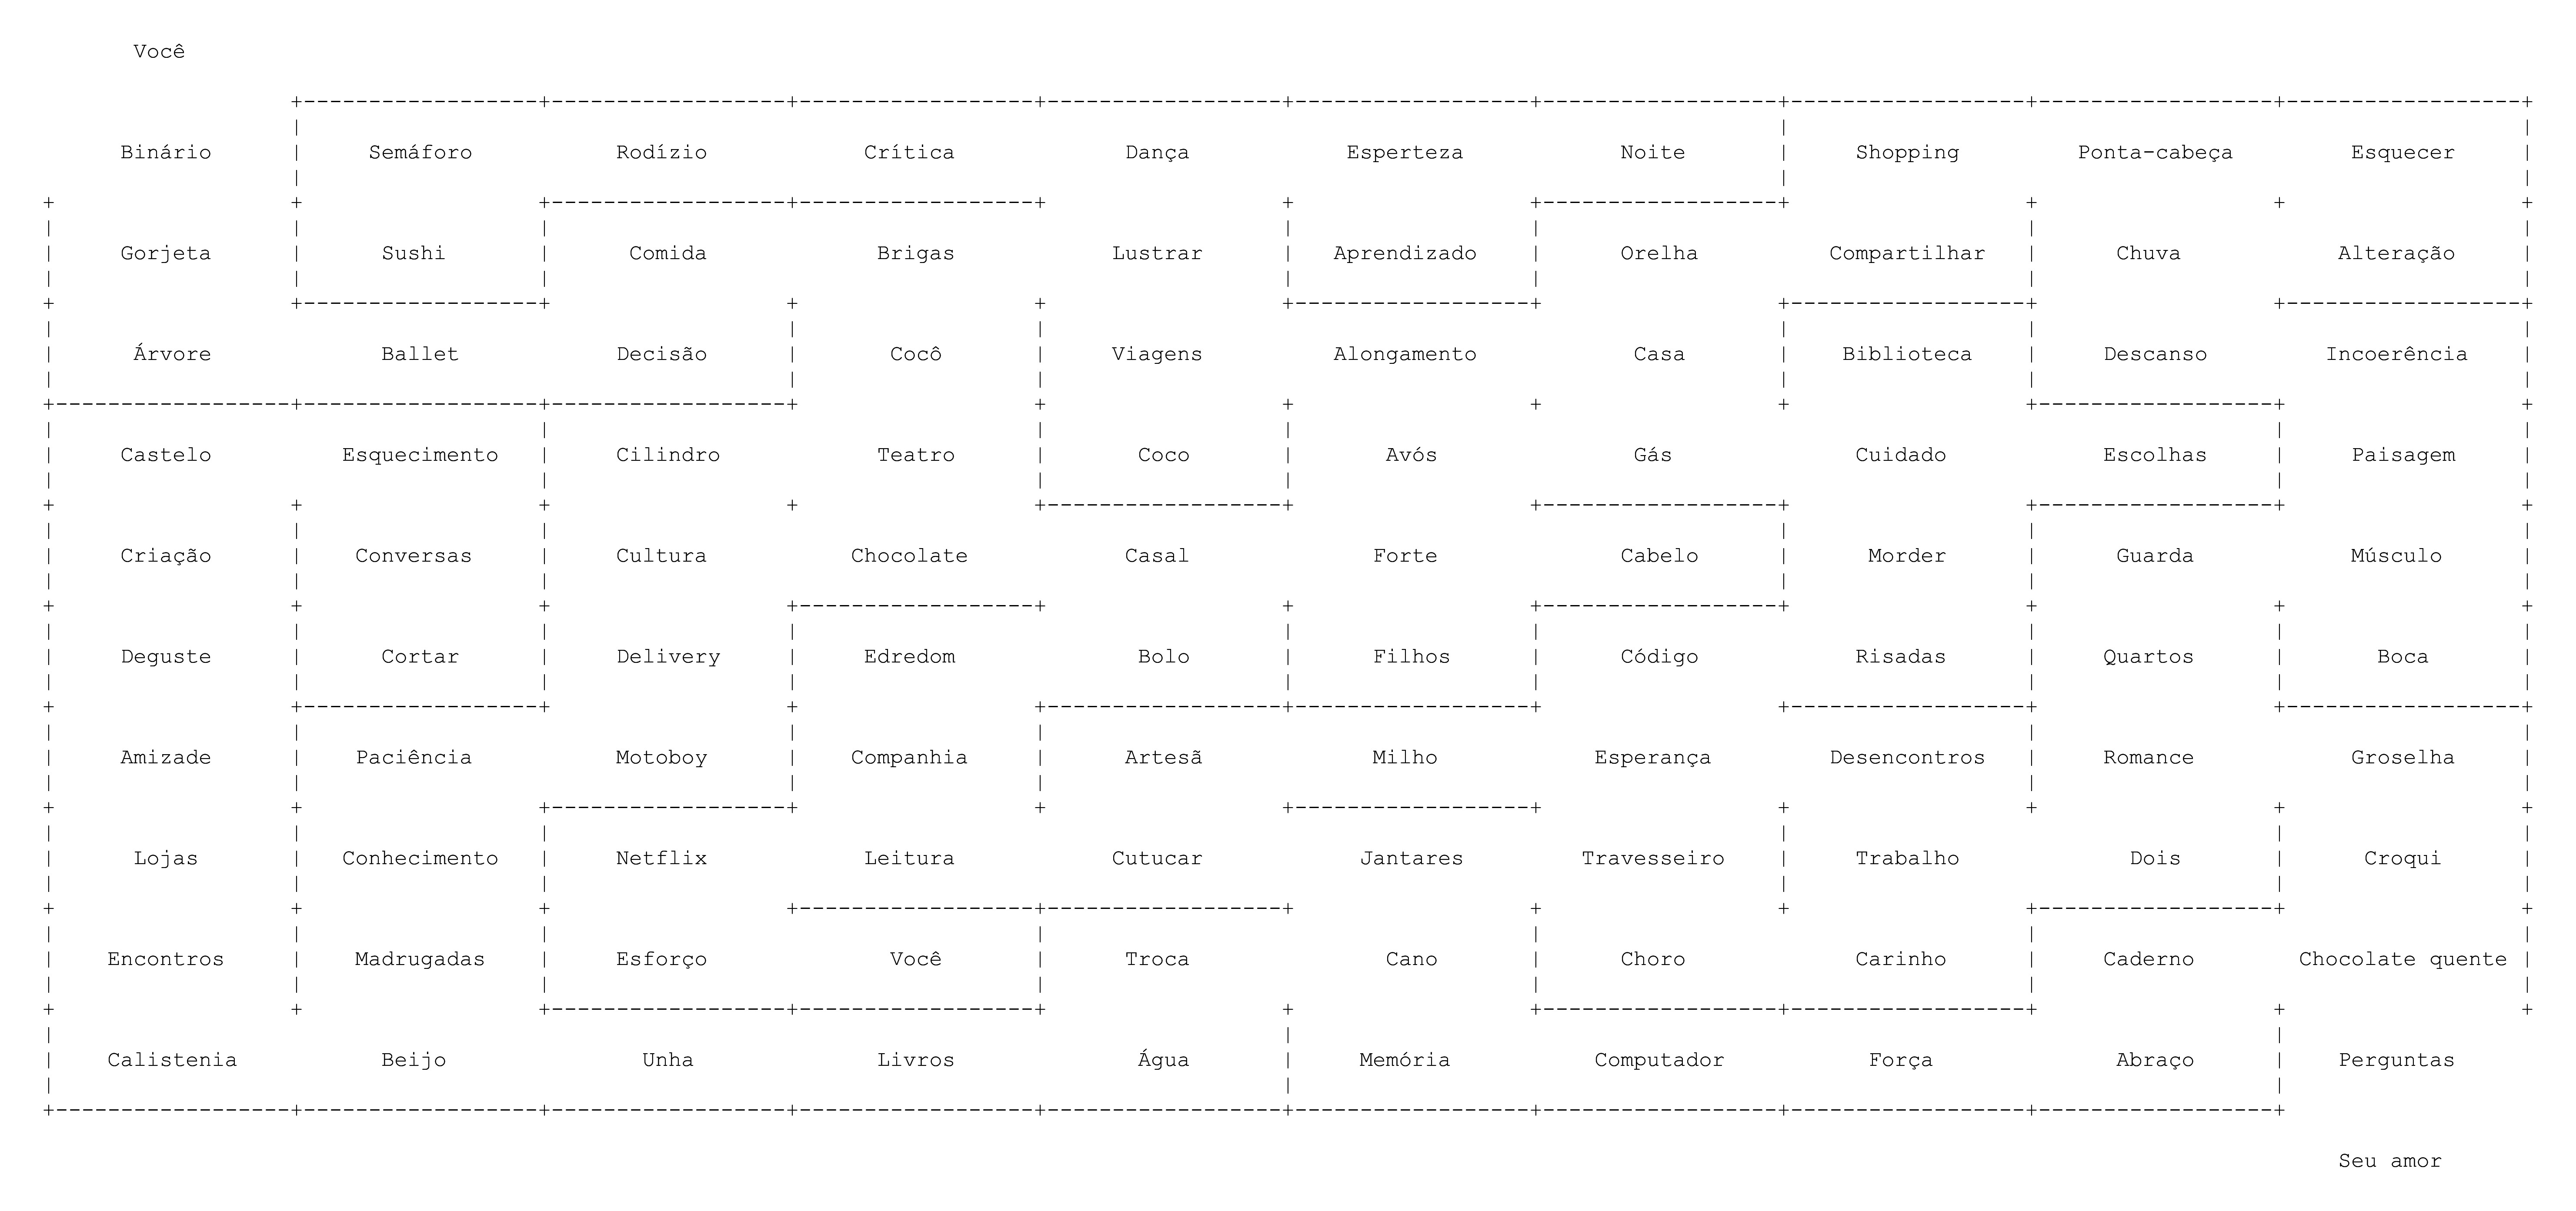 Você
Binário Semáforo Rodízio Crítica Dança Esperteza Noite Shopping Ponta-cabeça Esquecer
Gorjeta Sushi Comida Brigas Lustrar Aprendizado Orelha Compartilhar Chuva Alteração
Árvore Ballet Decisão Cocô Viagens Alongamento Casa Biblioteca Descanso Incoerência
Castelo Esquecimento Cilindro Teatro Coco Avós Gás Cuidado Escolhas Paisagem
Criação Conversas Cultura Chocolate Casal Forte Cabelo Morder Guarda Músculo
Deguste Cortar Delivery Edredom Bolo Filhos Código Risadas Quartos Boca
Amizade Paciência Motoboy Companhia Artesã Milho Esperança Desencontros Romance Groselha
Lojas Conhecimento Netflix Leitura Cutucar Jantares Travesseiro Trabalho Dois Croqui
Encontros Madrugadas Esforço Você Troca Cano Choro Carinho Caderno Chocolate quente
Calistenia Beijo Unha Livros Água Memória Computador Força Abraço Perguntas
Seu amor